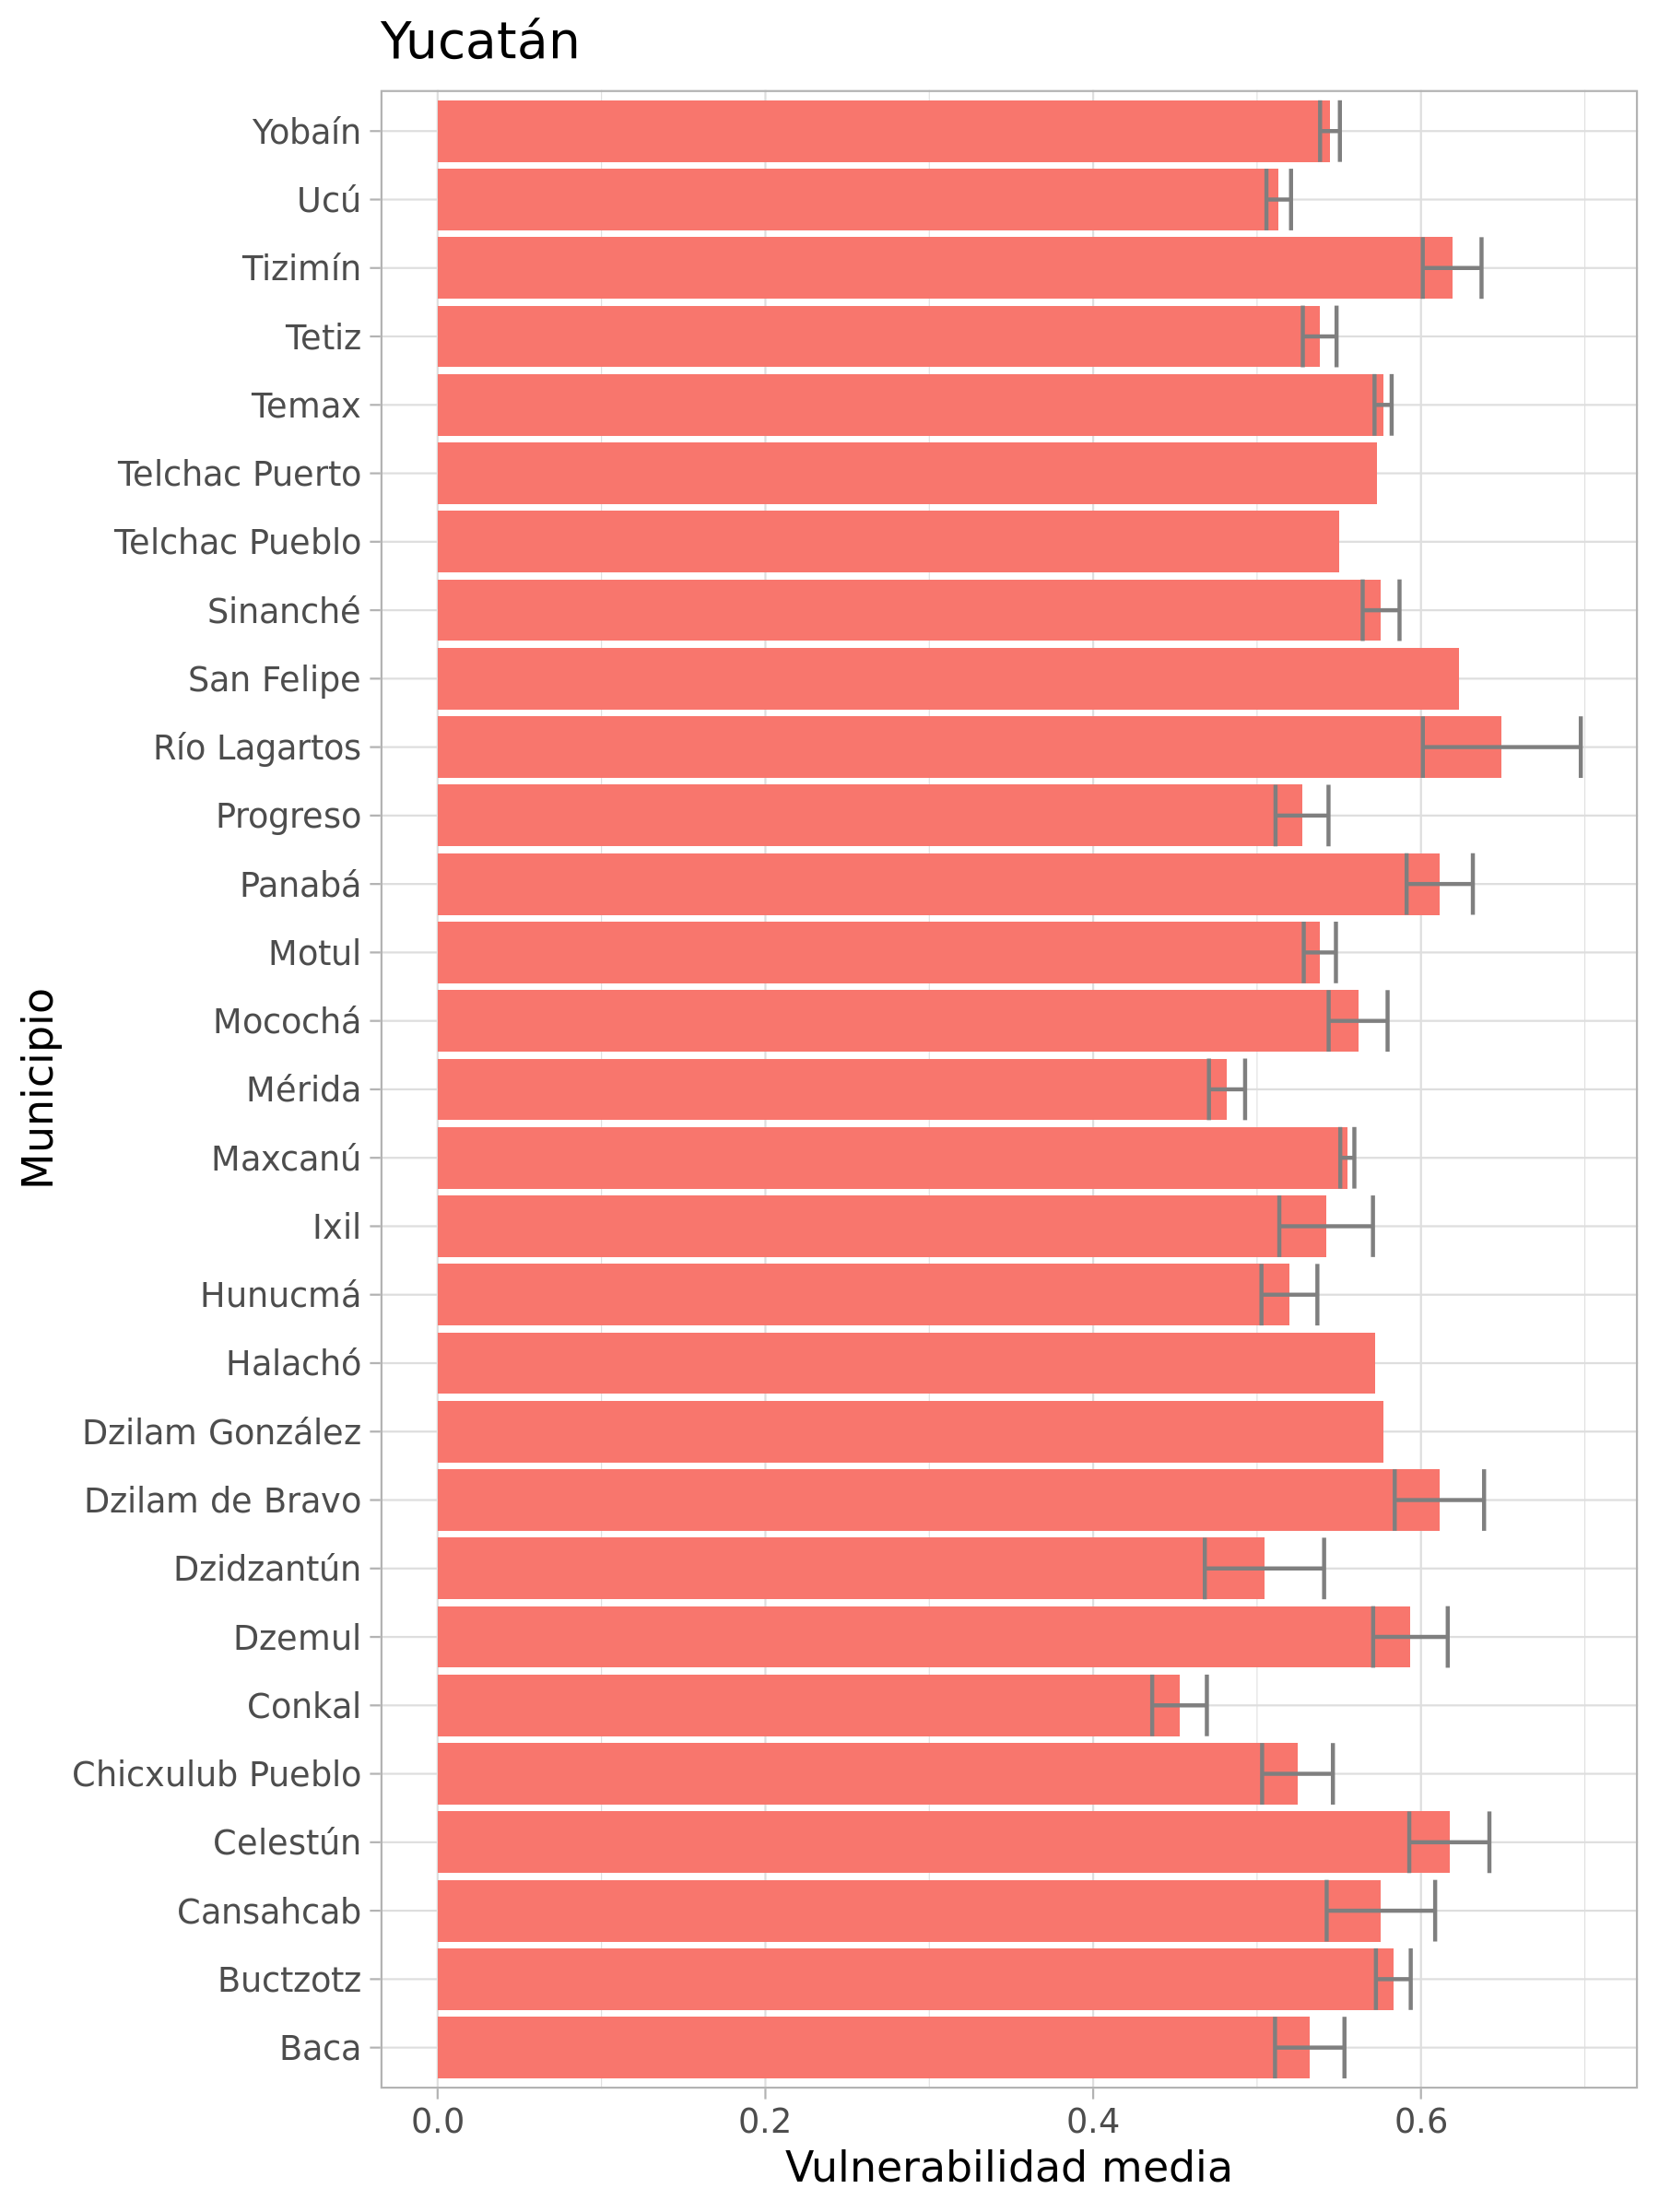 Yucatán
Yobaín
Ucú
Tizimín
Tetiz
Temax
Telchac Puerto
Telchac Pueblo
Sinanché
San Felipe
Río Lagartos
Progreso
Panabá
Motul
Mocochá
Mérida
Maxcanú
Ixil
Hunucmá
Halachó
Dzilam González
Dzilam de Bravo
Dzidzantún
Dzemul
Conkal
Chicxulub Pueblo
Celestún
Cansahcab
Buctzotz
Baca
Municipio
0.0 0.2 0.4 0.6
Vulnerabilidad media